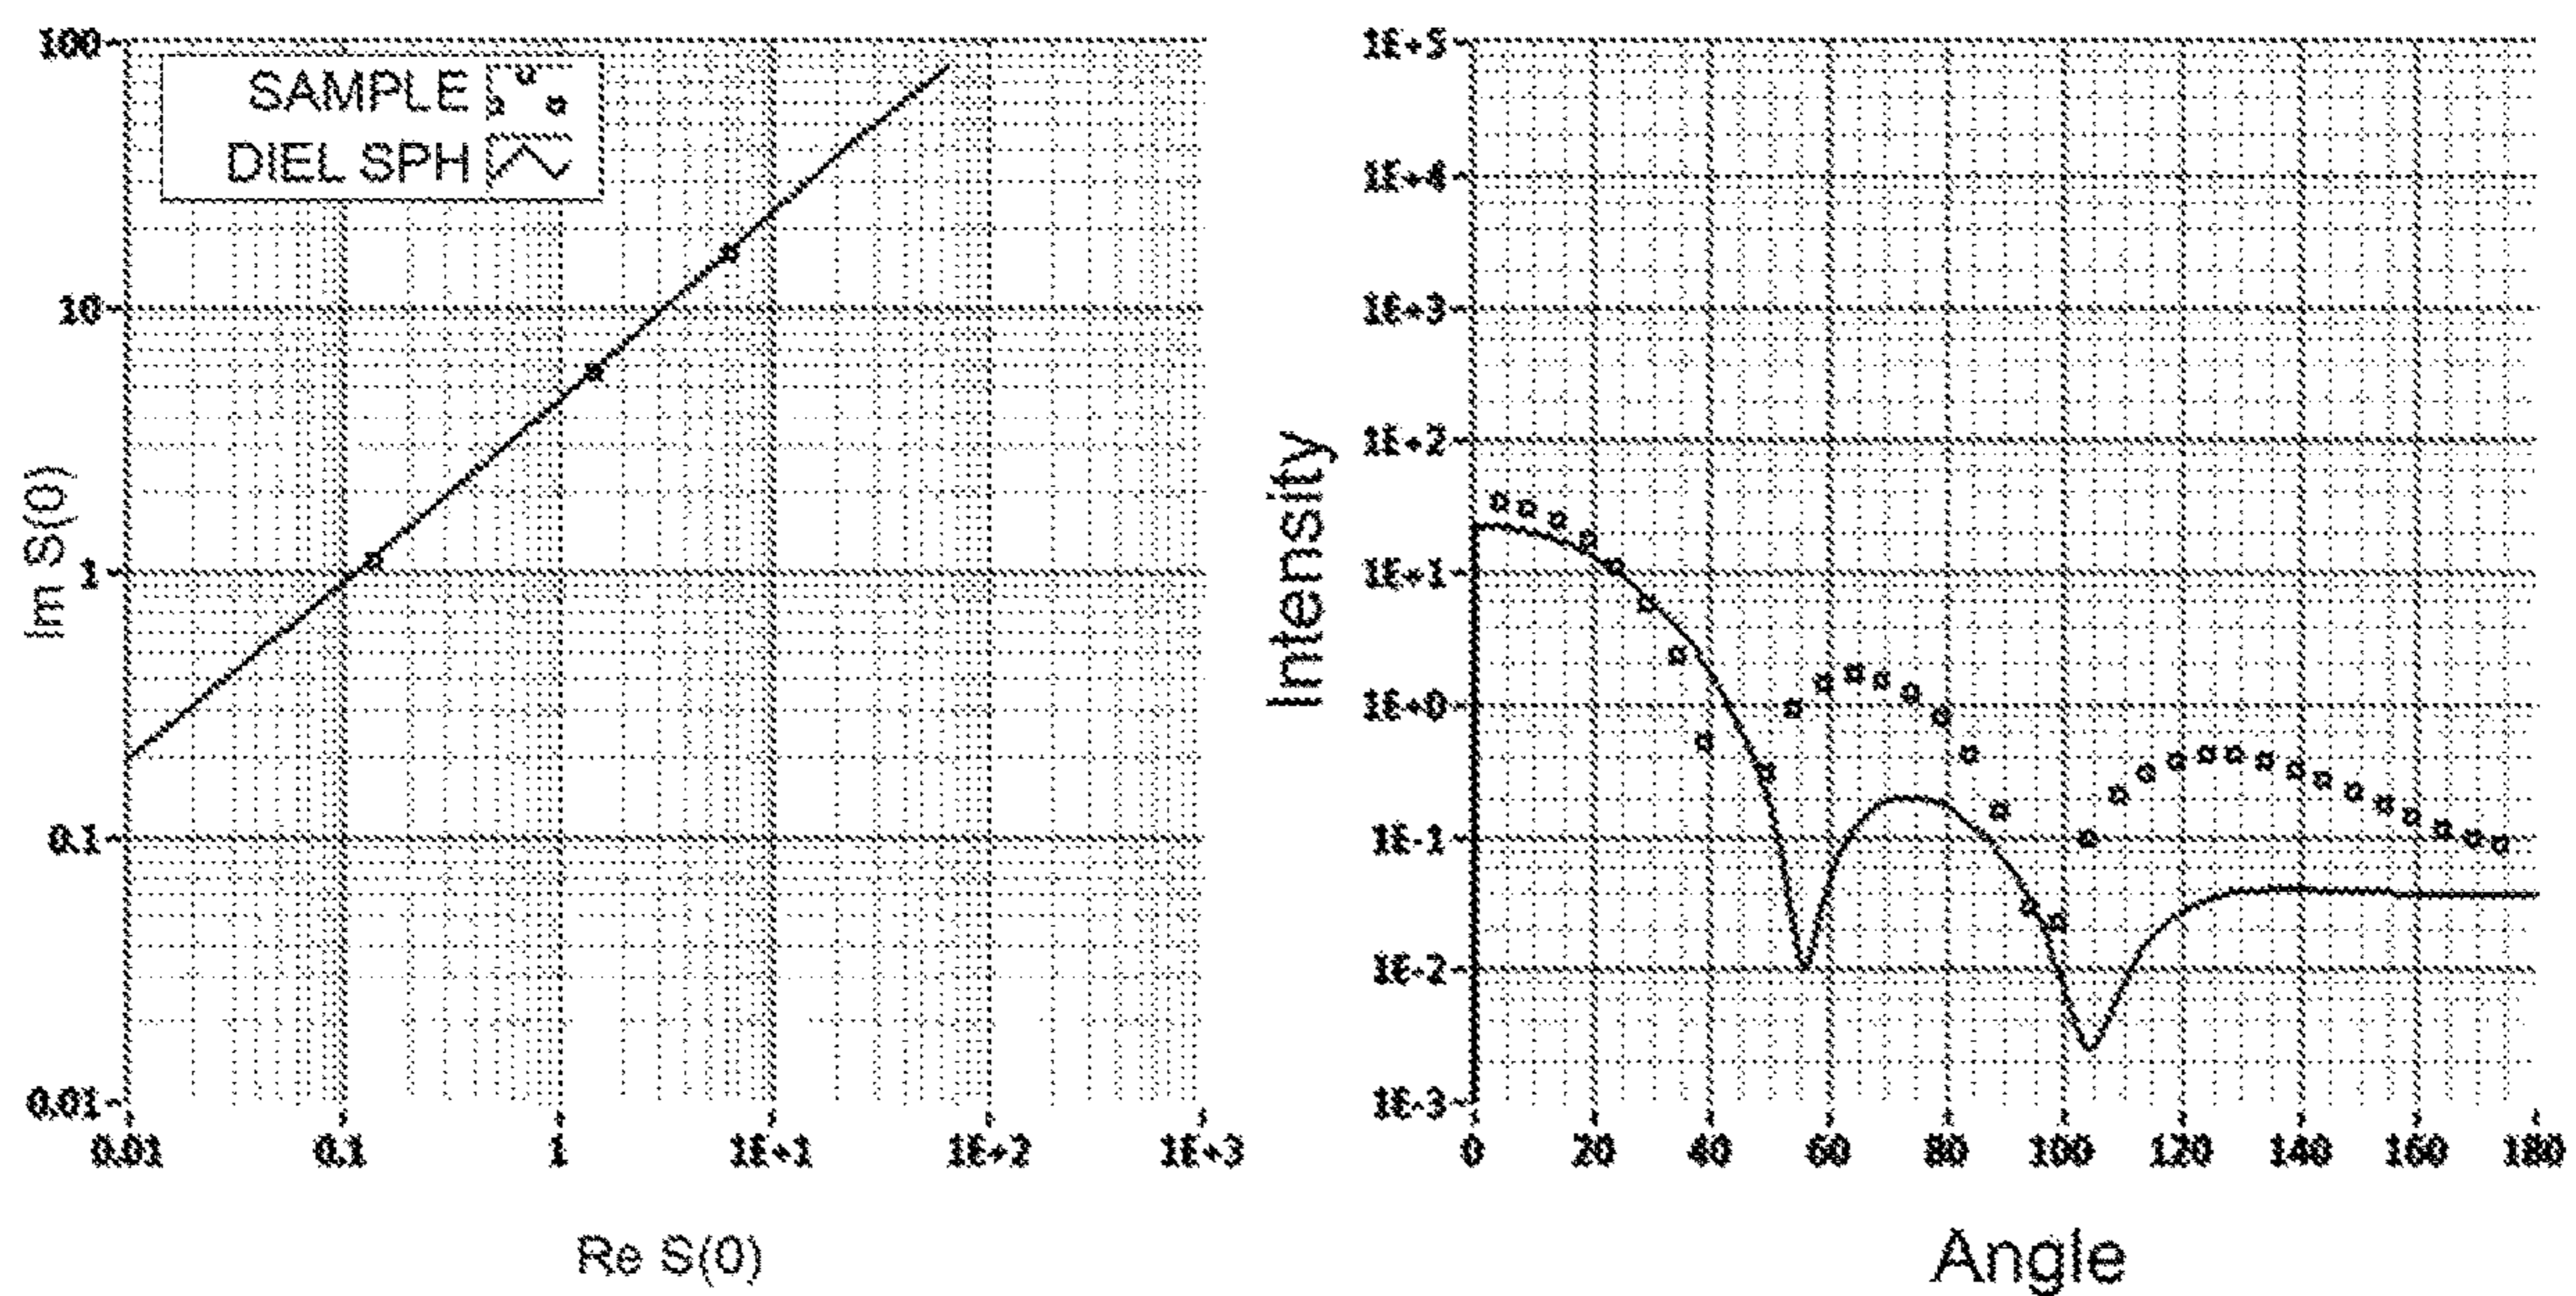 100
10
1
0.1
0.01
Im S(0)
SAMPLE
DIEL SPH
0.01 0.1 1 1E+1 1E+2 1E+3
Re S(0)
1E+5
1E+4
1E+3
1E+2
1E+1
1E+0
1E-1
1E-2
1E-3
Intensity
0 20 40 60 80 100 120 140 160 180
Angle